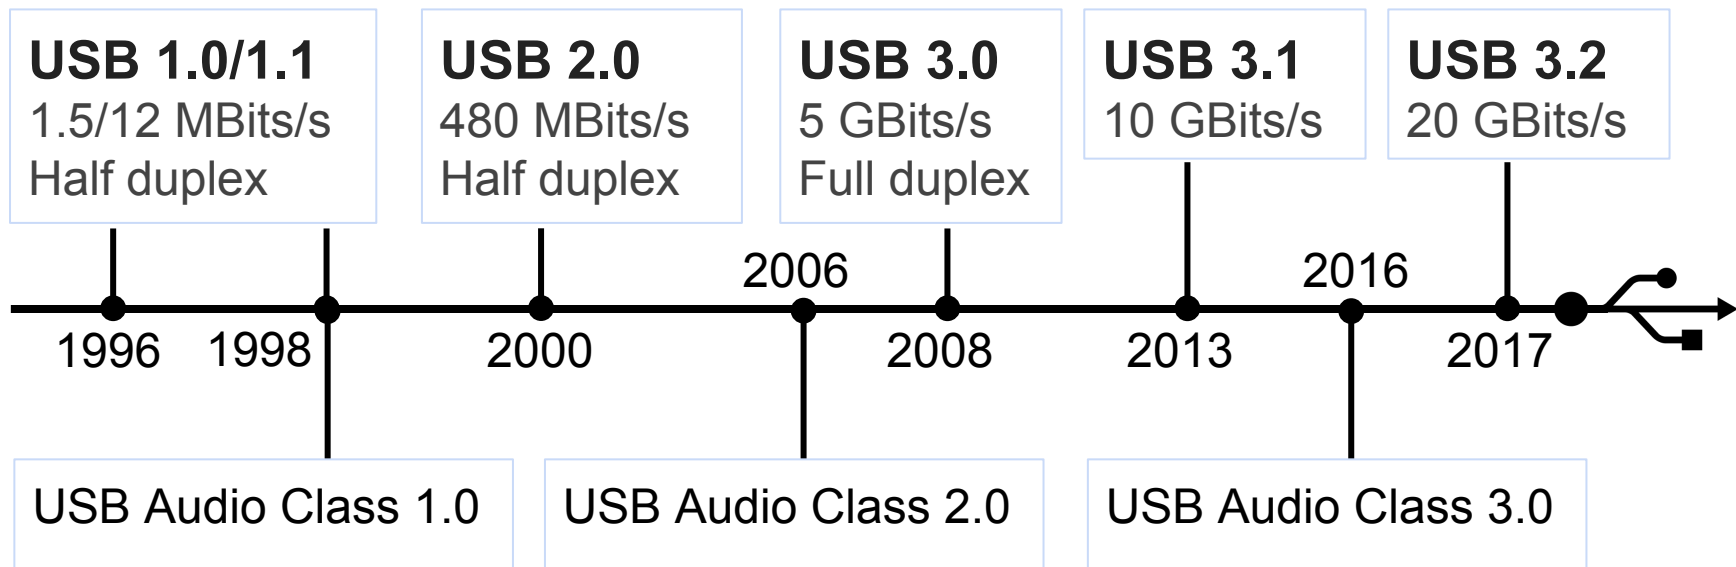 USB 1.0/1.1
1.5/12 MBits/s
Half duplex
USB 2.0
480 MBits/s
Half duplex
USB 3.0
5 GBits/s
Full duplex
USB 3.1
10 GBits/s
USB 3.2
20 GBits/s
2006
2016
1996
1998
2000
2008
2013
2017
USB Audio Class 1.0
USB Audio Class 2.0
USB Audio Class 3.0